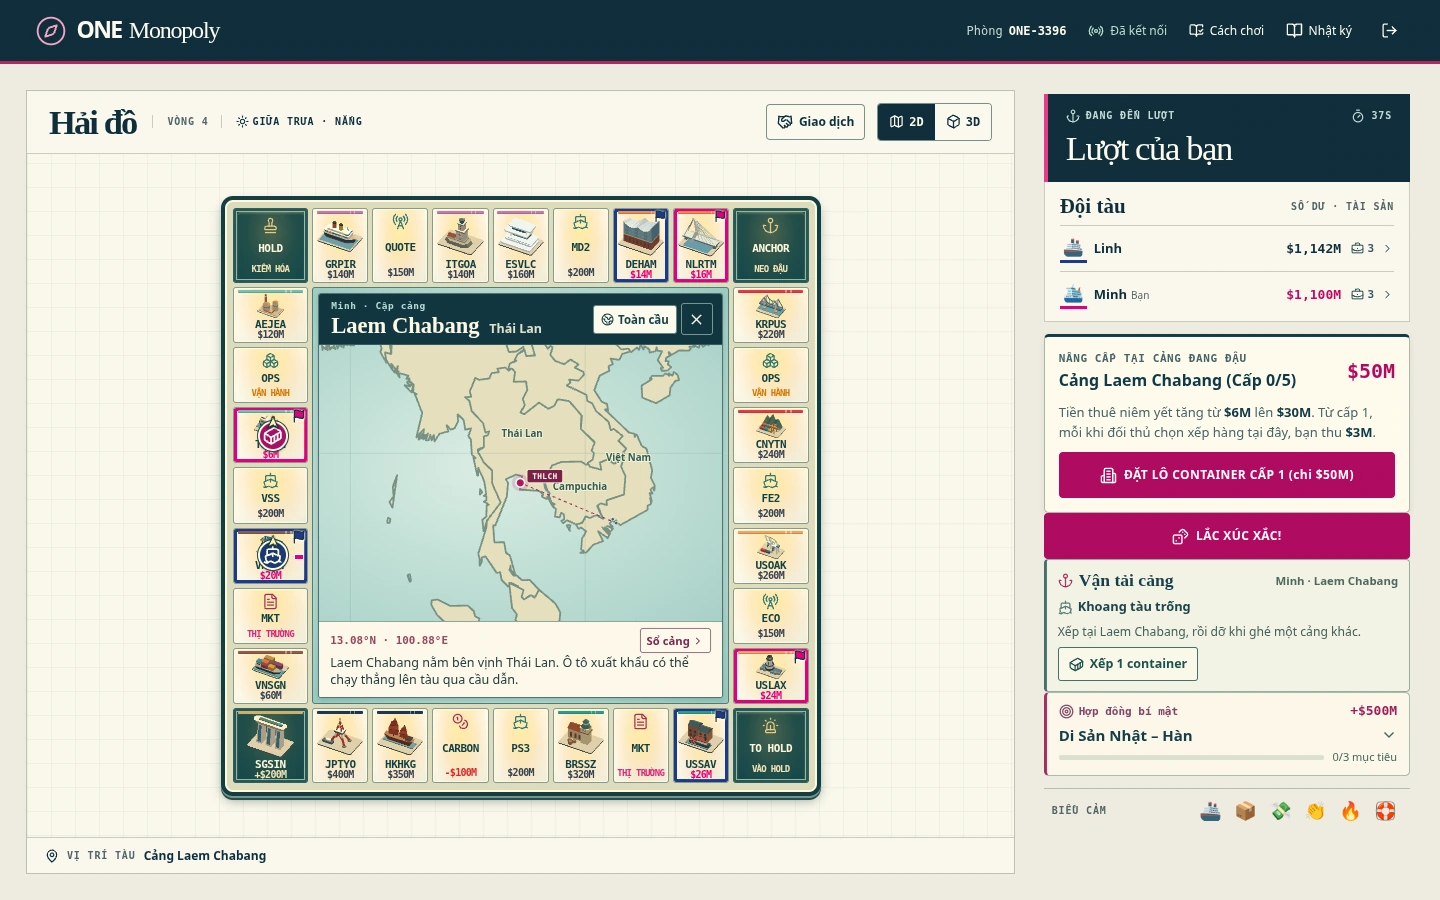 ONE Monopoly
Phòng ONE-3396
Đã kết nối
Cách chơi
Nhật ký
Hải đồ
VÒNG 4
GIỮA TRƯA · NẮNG
Giao dịch
2D
3D
HOLD
KIỂM HÓA
GRPIR
$140M
QUOTE
$150M
ITGOA
$140M
ESVLC
$160M
MD2
$200M
DEHAM
$14M
NLRTM
$16M
ANCHOR
NEO ĐẬU
AEJEA
$120M
OPS
VẬN HÀNH
$6M
VSS
$200M
$20M
MKT
THỊ TRƯỜNG
VNSGN
$60M
Minh · Cập cảng
Laem Chabang Thái Lan
Toàn cầu
Thái Lan
Việt Nam
THLCH
Campuchia
13.08°N · 100.88°E
Sổ cảng
Laem Chabang nằm bên vịnh Thái Lan. Ô tô xuất khẩu có thể
chạy thẳng lên tàu qua cầu dẫn.
KRPUS
$220M
OPS
VẬN HÀNH
CNYTN
$240M
FE2
$200M
USOAK
$260M
ECO
$150M
USLAX
$24M
SGSIN
+$200M
JPTYO
$400M
HKHKG
$350M
CARBON
-$100M
PS3
$200M
BRSSZ
$320M
MKT
THỊ TRƯỜNG
USSAV
$26M
TO HOLD
VÀO HOLD
VỊ TRÍ TÀU Cảng Laem Chabang
ĐANG ĐẾN LƯỢT
37S
Lượt của bạn
Đội tàu
SỐ DƯ · TÀI SẢN
Linh
$1,142M
3
Minh Bạn
$1,100M
3
NÂNG CẤP TẠI CẢNG ĐANG ĐẬU
Cảng Laem Chabang (Cấp 0/5)
$50M
Tiền thuê niêm yết tăng từ $6M lên $30M. Từ cấp 1,
mỗi khi đối thủ chọn xếp hàng tại đây, bạn thu $3M.
ĐẶT LÔ CONTAINER CẤP 1 (chi $50M)
LẮC XÚC XẮC!
Vận tải cảng
Minh · Laem Chabang
Khoang tàu trống
Xếp tại Laem Chabang, rồi dỡ khi ghé một cảng khác.
Xếp 1 container
Hợp đồng bí mật
+$500M
Di Sản Nhật – Hàn
0/3 mục tiêu
BIỂU CẢM